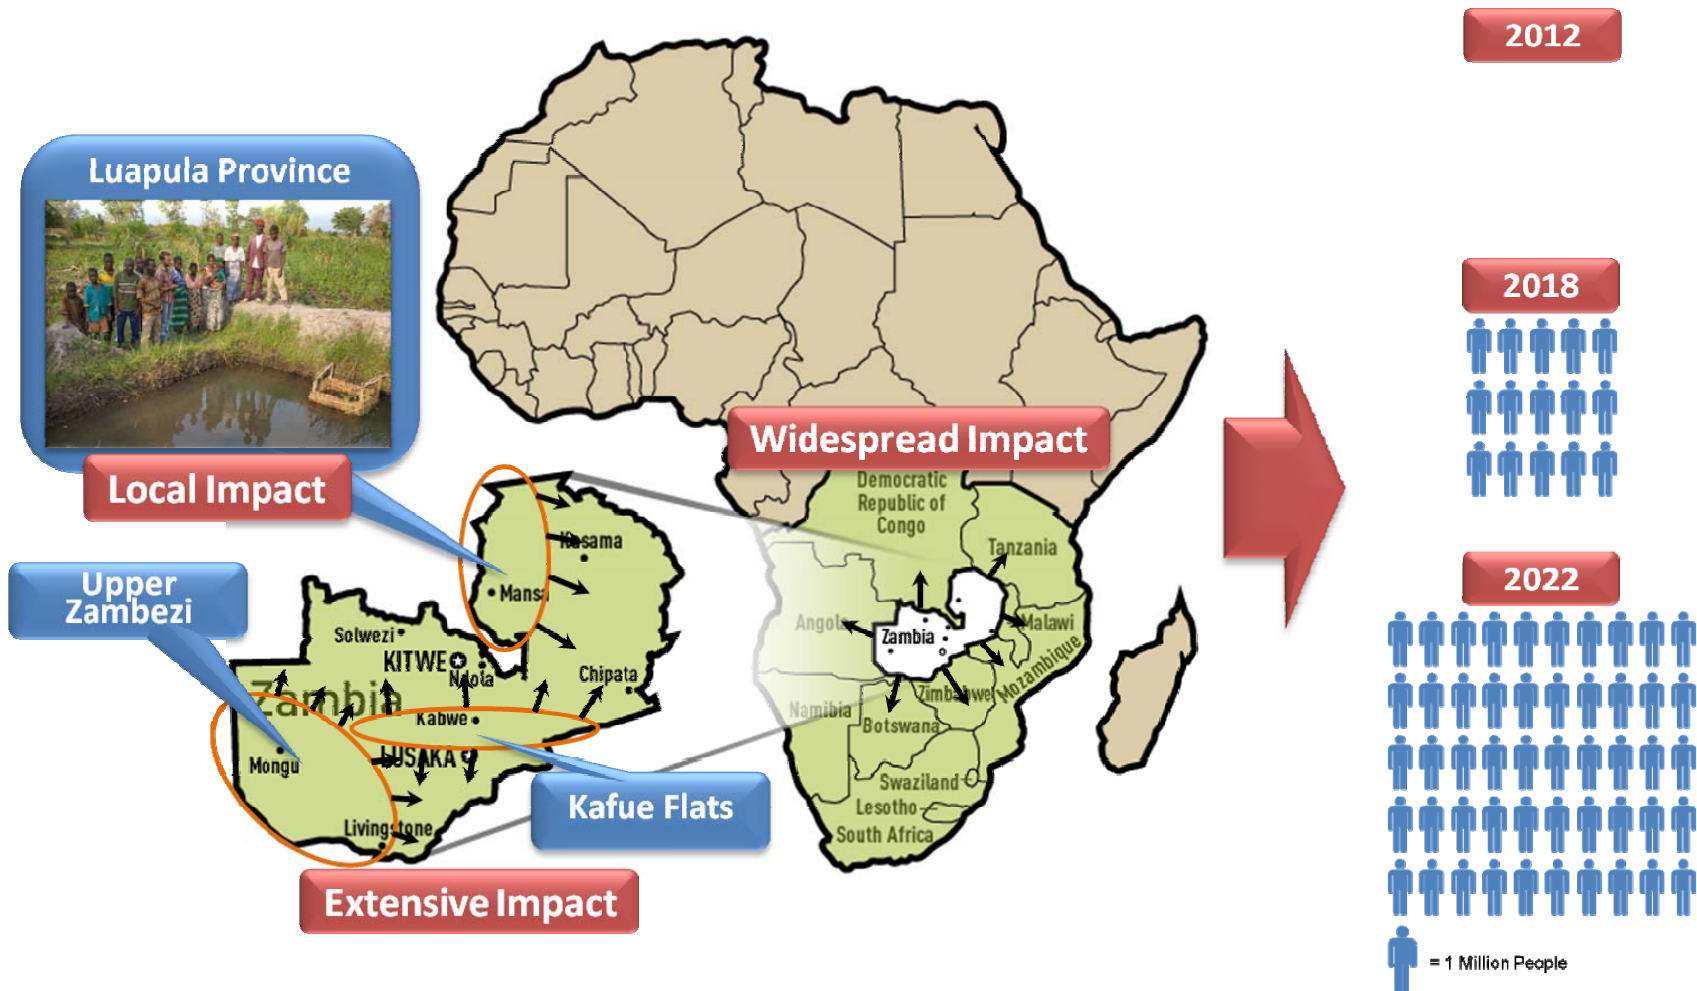 2012
Luapula Province
2018
Widespread Impact
Local Impact
Democratic
Republic of
Congo
Tanzania
Kasama
Mansa
Upper
Zambezi
2022
Solwezi
KITWE
Ndola
Chipata
Angola
Zambia
Malawi
Mozambique
Zambia
Kabwe
Zimbabwe
Namibia
Botswana
Mongu
LUSAKA
Kafue Flats
Swaziland
Lesotho
South Africa
Livingstone
Extensive Impact
= 1 Million People